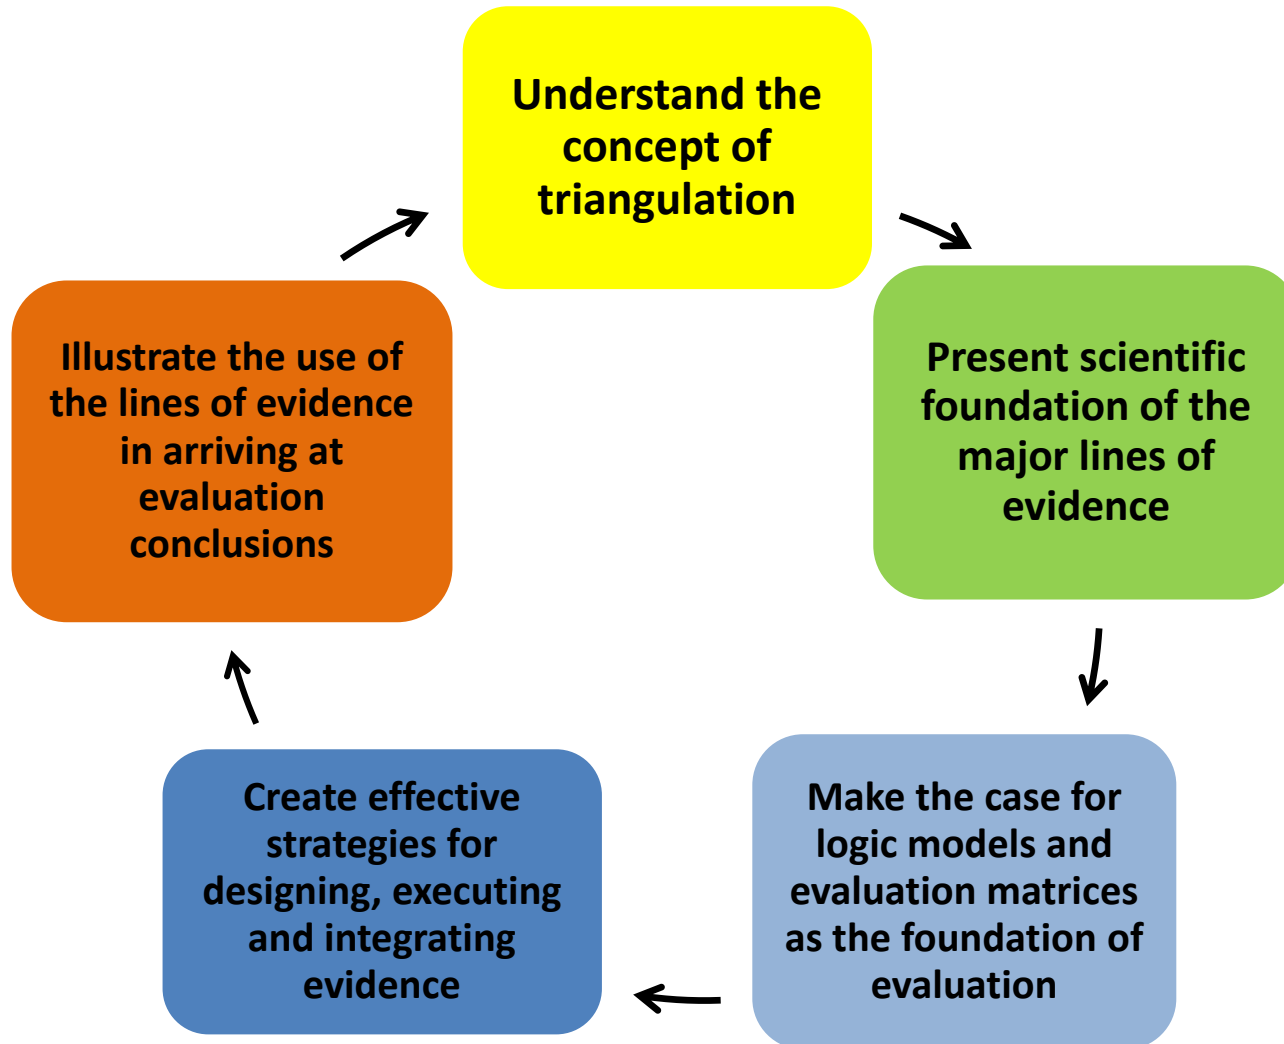 Understand the
concept of
triangulation
Present scientific
foundation of the
major lines of
evidence
Make the case for
logic models and
evaluation matrices
as the foundation of
evaluation
Create effective
strategies for
designing, executing
and integrating
evidence
Illustrate the use of
the lines of evidence
in arriving at
evaluation
conclusions